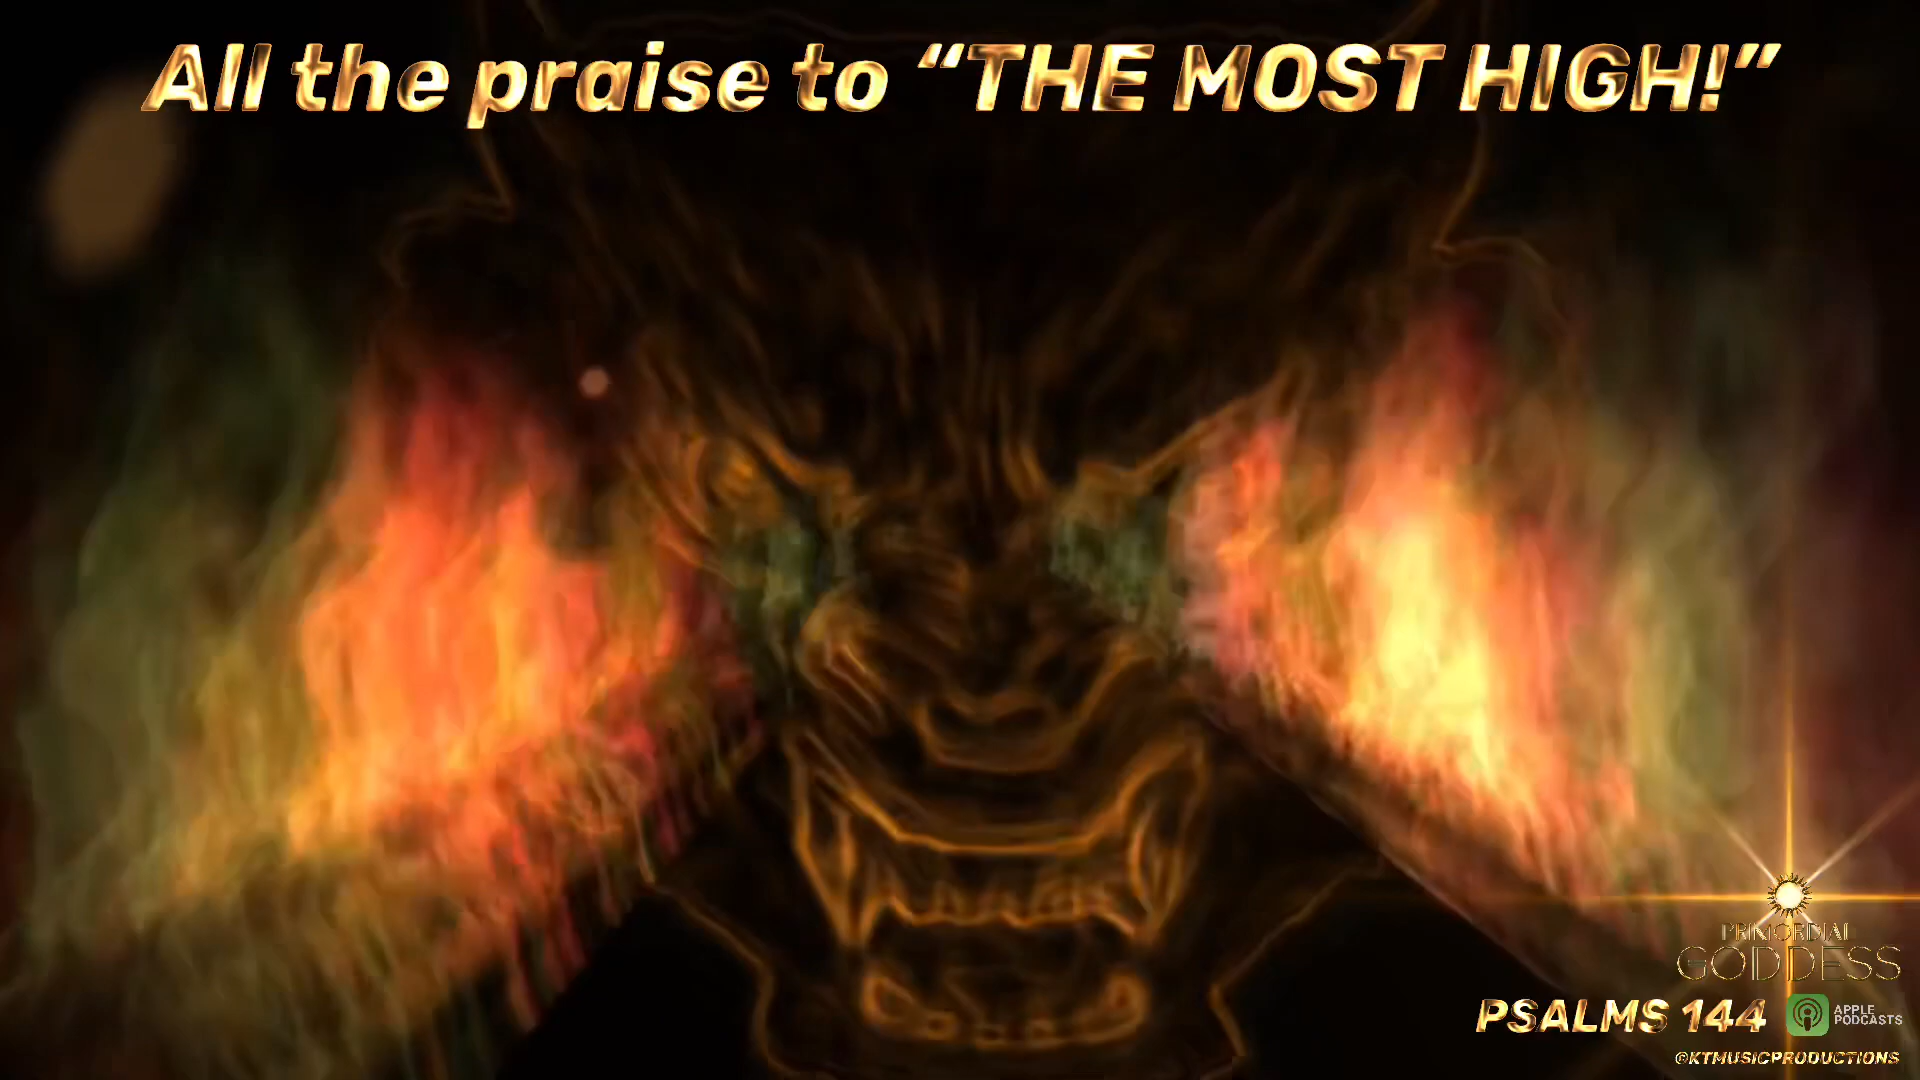 All the praise to “THE MOST HIGH!”
PRIMORDIAL
GODDESS
PSALMS 144
APPLE
PODCASTS
©KTMUSICPRODUCTIONS